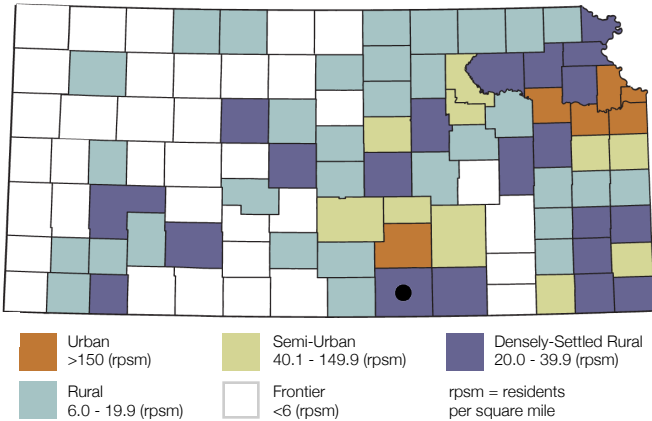 Urban
>150 (rpsm)
Semi-Urban
40.1 - 149.9 (rpsm)
Densely-Settled Rural
20.0 - 39.9 (rpsm)
Rural
6.0 - 19.9 (rpsm)
Frontier
<6 (rpsm)
rpsm = residents
per square mile